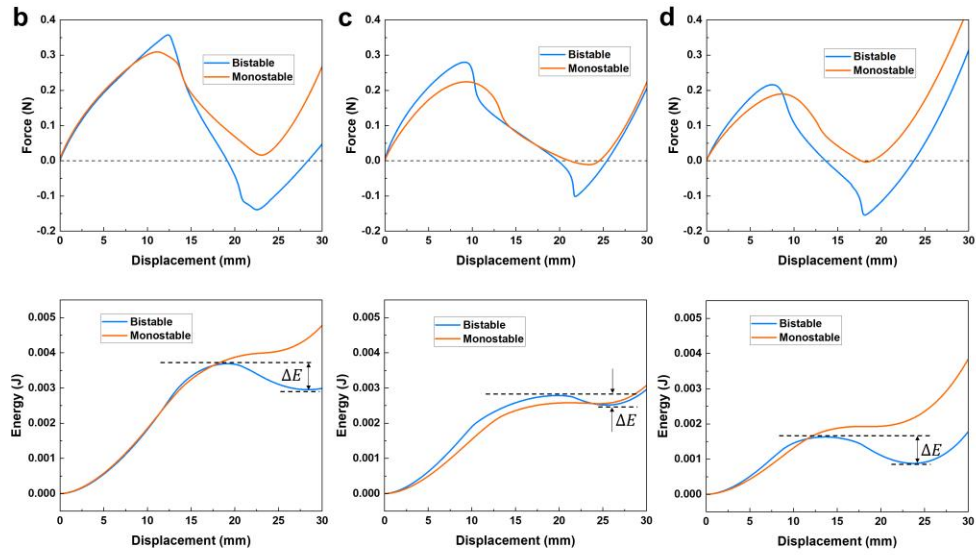 b
0.4
0.3
0.2
0.1
0.0
-0.1
0.2
Force (N)
Bistable
Monostable
0 5 10 15 20 25 30
Displacement (mm)
c
0.4
0.3
0.2
0.1
0.0
-0.1
0.2
Force (N)
Bistable
Monostable
0 5 10 15 20 25 30
Displacement (mm)
d
0.4
0.3
0.2
0.1
0.0
-0.1
0.2
Force (N)
Bistable
Monostable
0 5 10 15 20 25 30
Displacement (mm)
0.005
0.004
0.003
0.002
0.001
0.000
Energy (J)
Bistable
Monostable
ΔE
0 5 10 15 20 25 30
Displacement (mm)
0.005
0.004
0.003
0.002
0.001
0.000
Energy (J)
Bistable
Monostable
ΔE
0 5 10 15 20 25 30
Displacement (mm)
0.005
0.004
0.003
0.002
0.001
0.000
Energy (J)
Bistable
Monostable
ΔE
0 5 10 15 20 25 30
Displacement (mm)